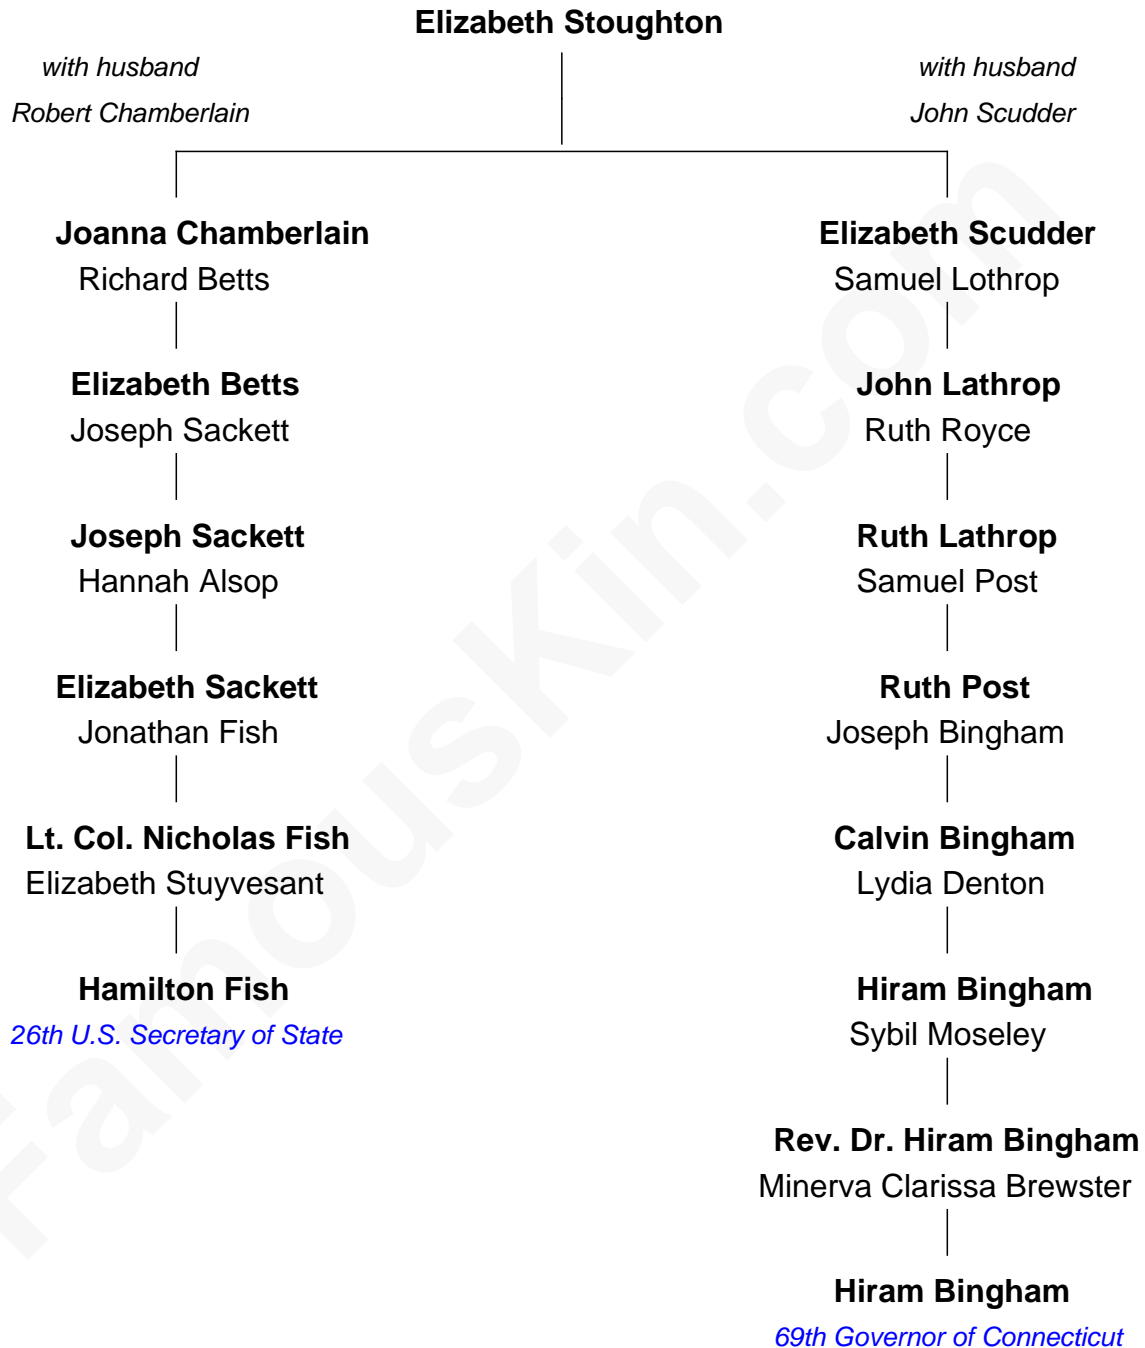 Elizabeth Stoughton
with husband
Robert Chamberlain
with husband
John Scudder
Joanna Chamberlain
Richard Betts
Elizabeth Scudder
Samuel Lothrop
Elizabeth Betts
Joseph Sackett
John Lathrop
Ruth Royce
Joseph Sackett
Hannah Alsop
Ruth Lathrop
Samuel Post
Elizabeth Sackett
Jonathan Fish
Ruth Post
Joseph Bingham
Lt. Col. Nicholas Fish
Elizabeth Stuyvesant
Calvin Bingham
Lydia Denton
Hamilton Fish
26th U.S. Secretary of State
Hiram Bingham
Sybil Moseley
Rev. Dr. Hiram Bingham
Minerva Clarissa Brewster
Hiram Bingham
69th Governor of Connecticut
FamousKin.com